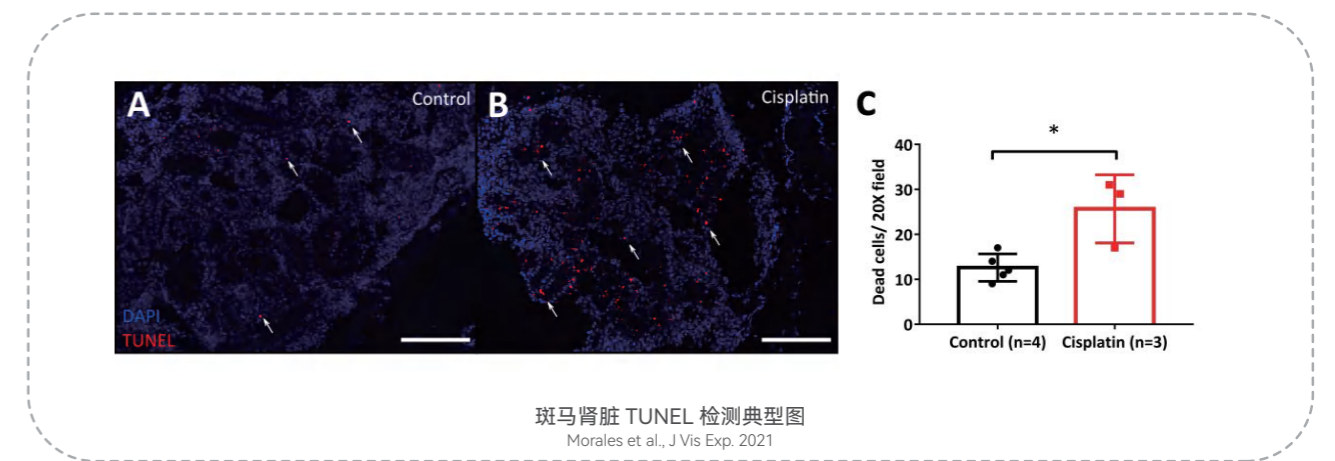 A
Control
B
Cisplatin
DAPI
TUNEL
C
*
Dead cells/ 20X field
40
30
20
10
0
Control (n=4)
Cisplatin (n=3)
斑马肾脏 TUNEL 检测典型图
Morales et al., J Vis Exp. 2021